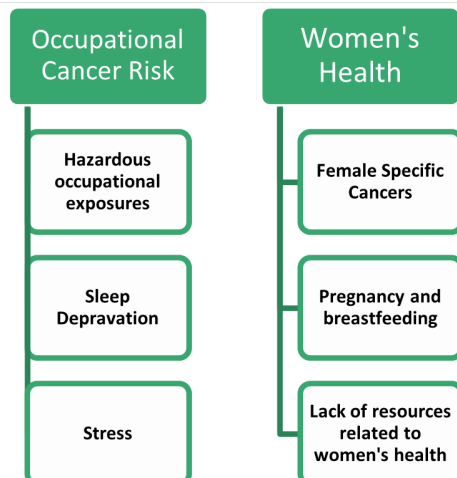 Occupational
Cancer Risk
Hazardous
occupational
exposures
Sleep
Depravation
Stress
Women's
Health
Female Specific
Cancers
Pregnancy and
breastfeeding
Lack of resources
related to
women's health